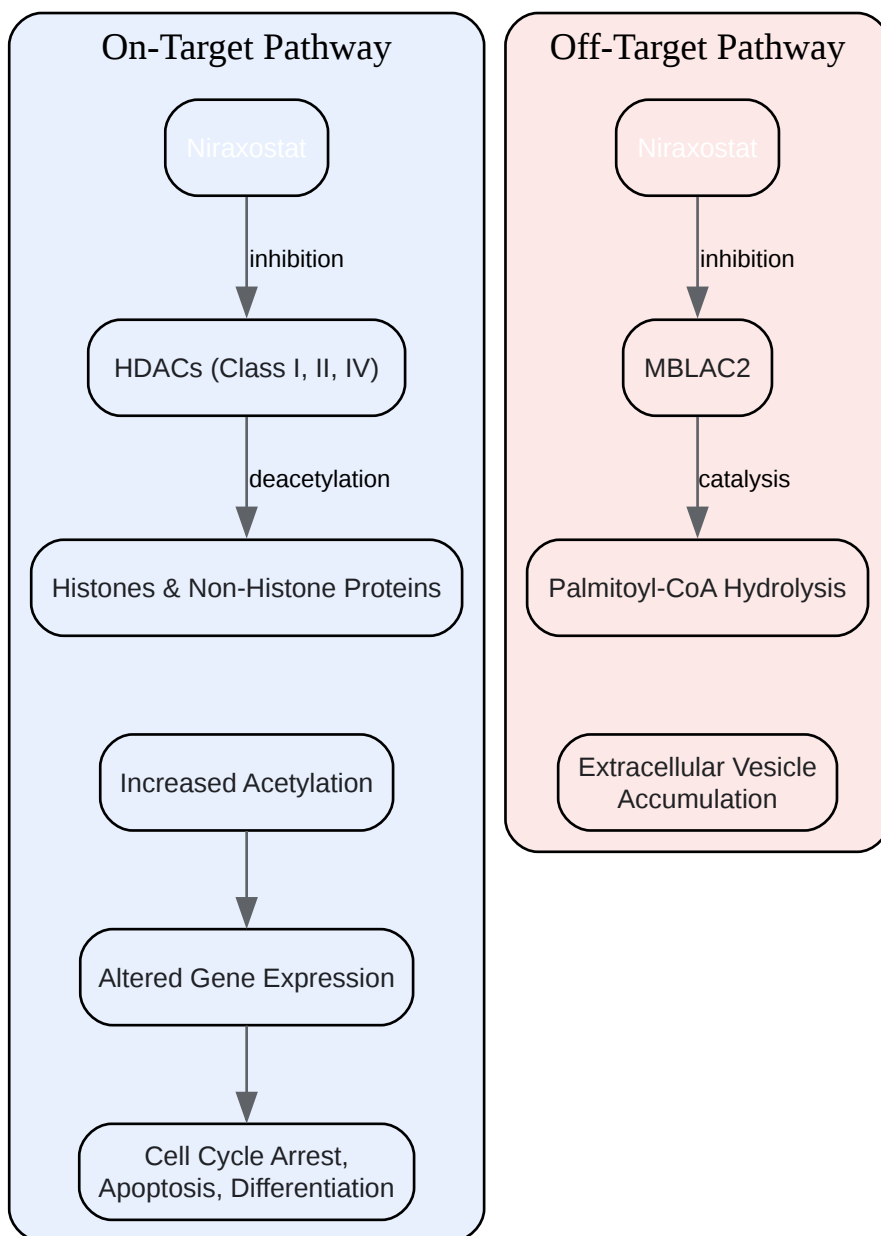 On-Target Pathway
Niraxostat
inhibition
HDACs (Class I, II, IV)
deacetylation
Histones & Non-Histone Proteins
Increased Acetylation
Altered Gene Expression
Cell Cycle Arrest,
Apoptosis, Differentiation
Off-Target Pathway
Niraxostat
inhibition
MBLAC2
catalysis
Palmitoyl-CoA Hydrolysis
Extracellular Vesicle
Accumulation